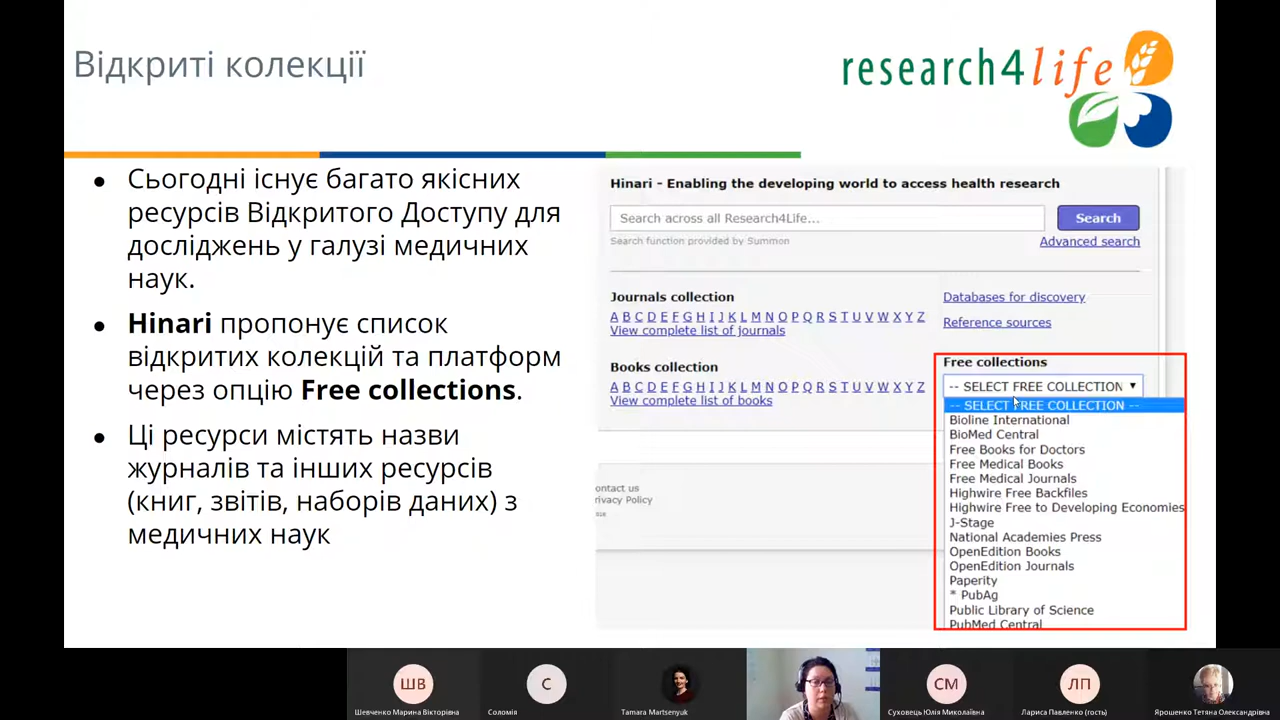 Відкриті колекції
research4life
● Сьогодні існує багато якісних
ресурсів Відкритого Доступу для
досліджень у галузі медичних
наук.
● Hinari пропонує список
відкритих колекцій та платформ
через опцію Free collections.
● Ці ресурси містять назви
журналів та інших ресурсів
(книг, звітів, наборів даних) з
медичних наук
Hinari - Enabling the developing world to access health research
Search across all Research4Life...
Search
Search function provided by Summon
Advanced search
Journals collection
A B C D E F G H I J K L M N O P Q R S T U V W X Y Z
View complete list of journals
Books collection
A B C D E F G H I J K L M N O P Q R S T U V W X Y Z
View complete list of books
Databases for discovery
Reference sources
Free collections
-- SELECT FREE COLLECTION
-- SELECT FREE COLLECTION --
Bioline International
BioMed Central
Free Books for Doctors
Free Medical Books
Free Medical Journals
Highwire Free Backfiles
Highwire Free to Developing Economies
J-Stage
National Academies Press
OpenEdition Books
OpenEdition Journals
Paperity
* PubAg
Public Library of Science
PubMed Central
ontact us
rivacy Policy
ШВ
Шевченко Марина Вікторівна
С
Соломія
Tamara Martsenyuk
СМ
Суховець Юлія Миколаївна
ЛП
Лариса Павленко (гость)
Ярошенко Тетяна Олександрівна